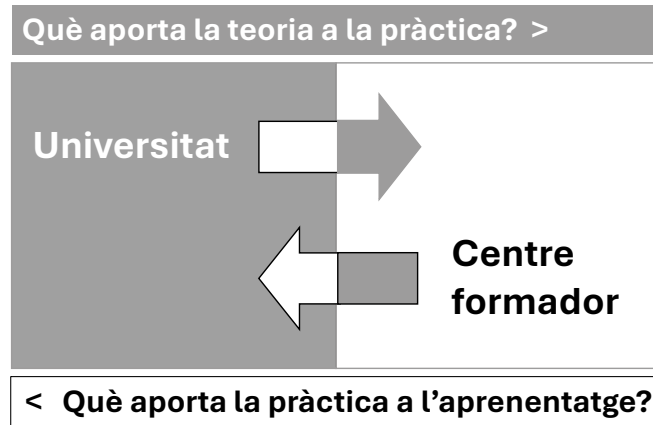 Què aporta la teoria a la pràctica? >
Universitat
Centre
formador
< Què aporta la pràctica a l’aprenentatge?